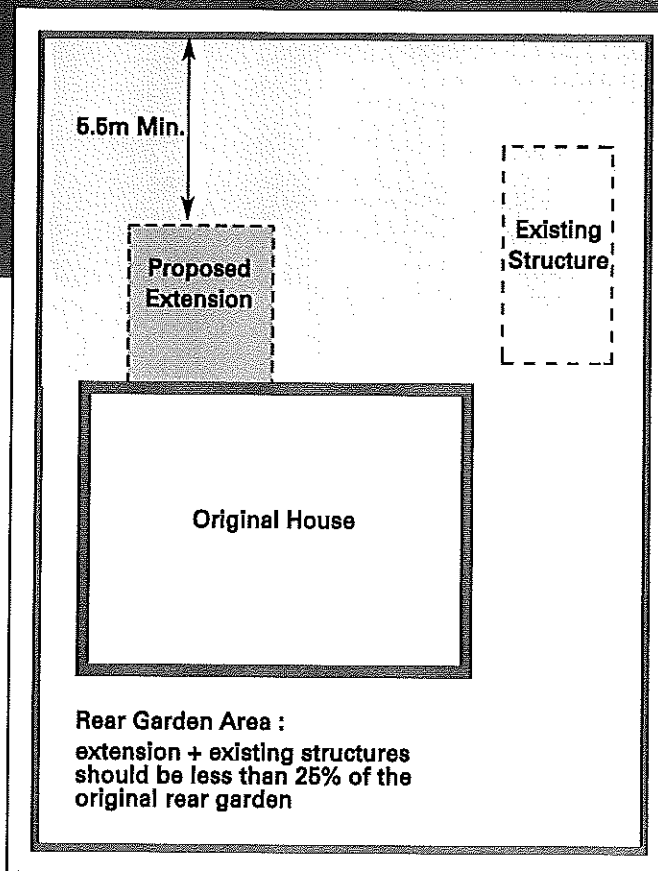 5.5m Min.
Existing
Structure
Proposed
Extension
Original House
Rear Garden Area :
extension + existing structures
should be less than 25% of the
original rear garden